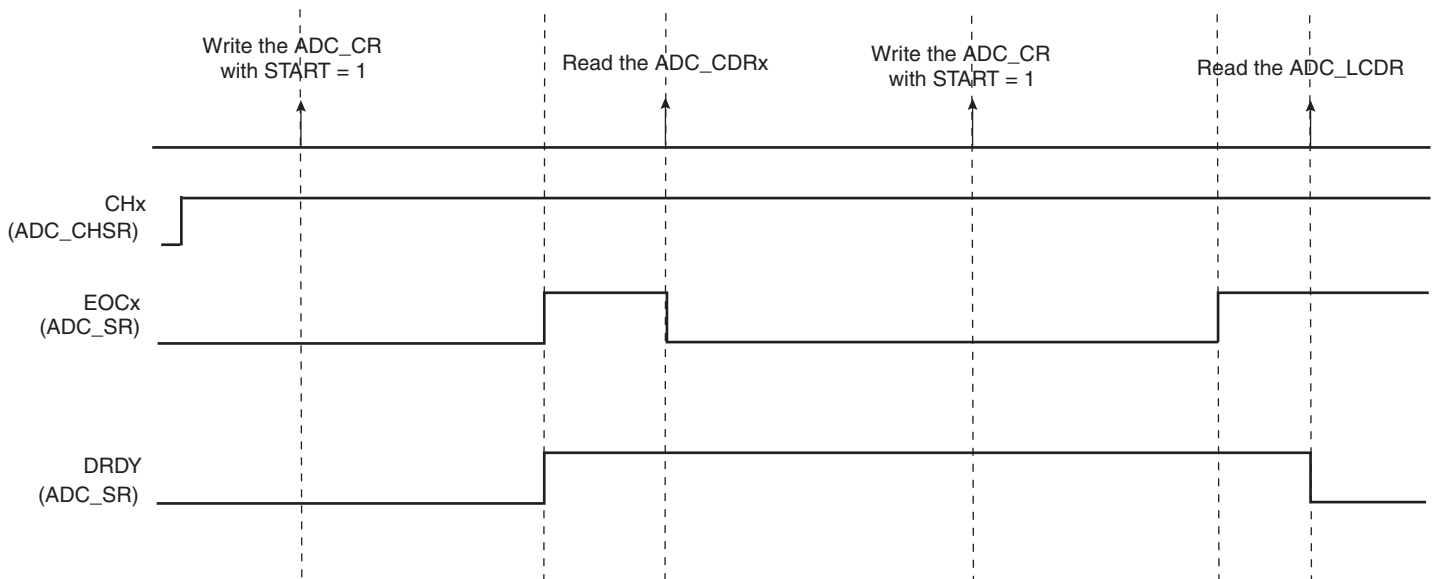 Write the ADC_CR
with START = 1
Read the ADC_CDRx
Write the ADC_CR
with START = 1
Read the ADC_LCDR
CHx
(ADC_CHSR)
EOCx
(ADC_SR)
DRDY
(ADC_SR)